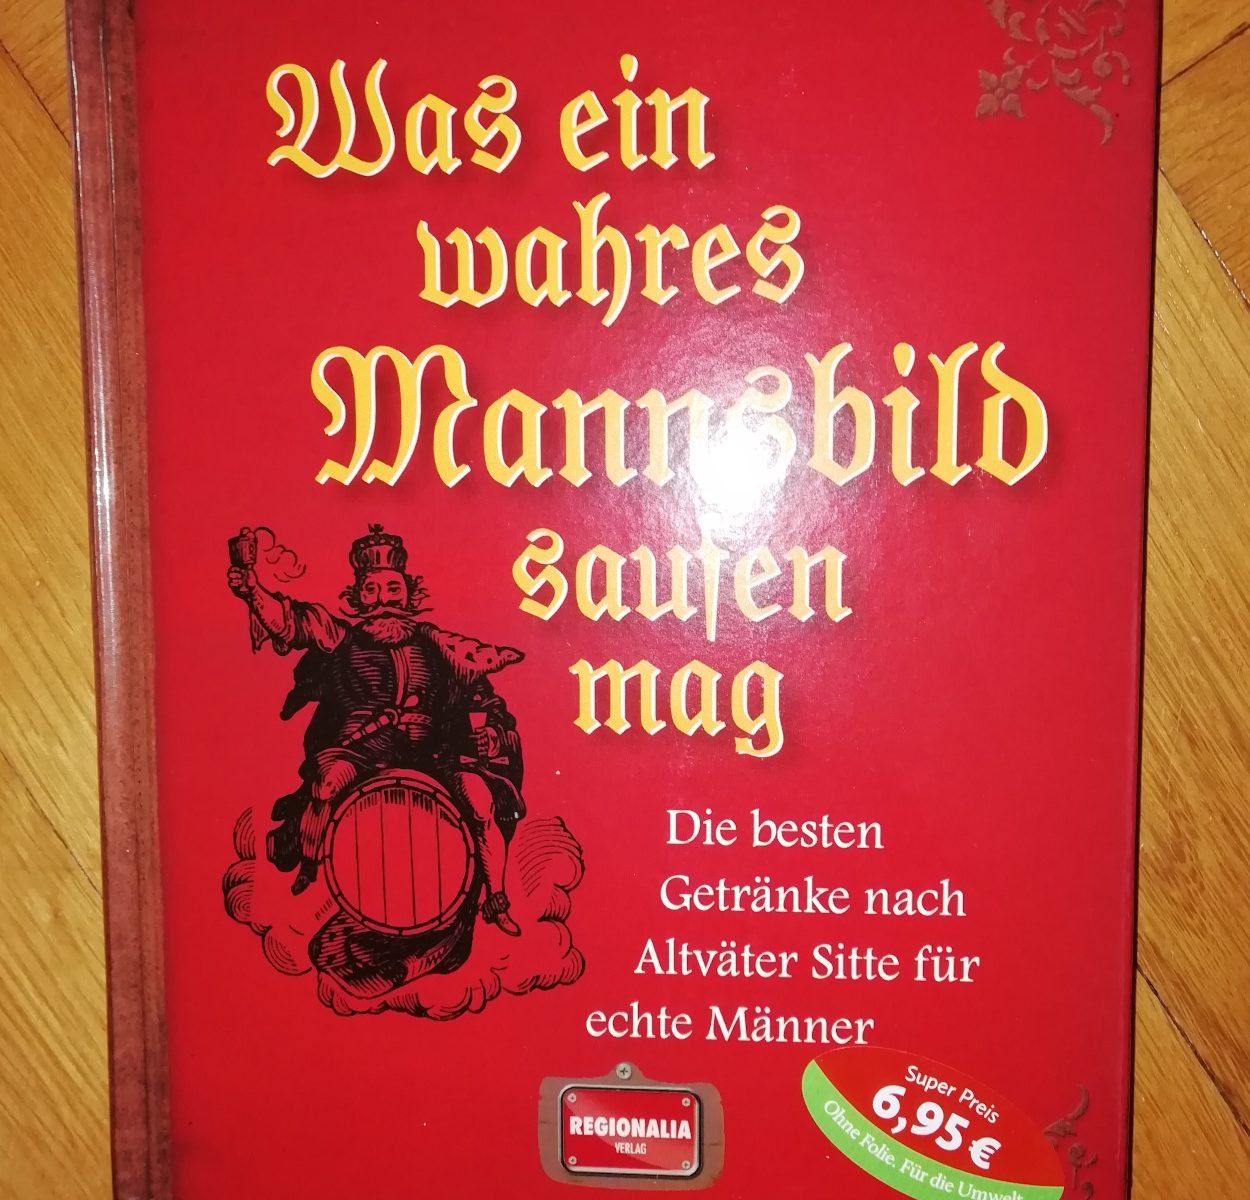 Was ein
wahres
Mannsbild
saufen
mag
Die besten
Getränke nach
Altväter Sitte für
echte Männer
REGIONALIA
VERLAG
Super Preis
6,95 €
Ohne Folie. Für die Umwelt